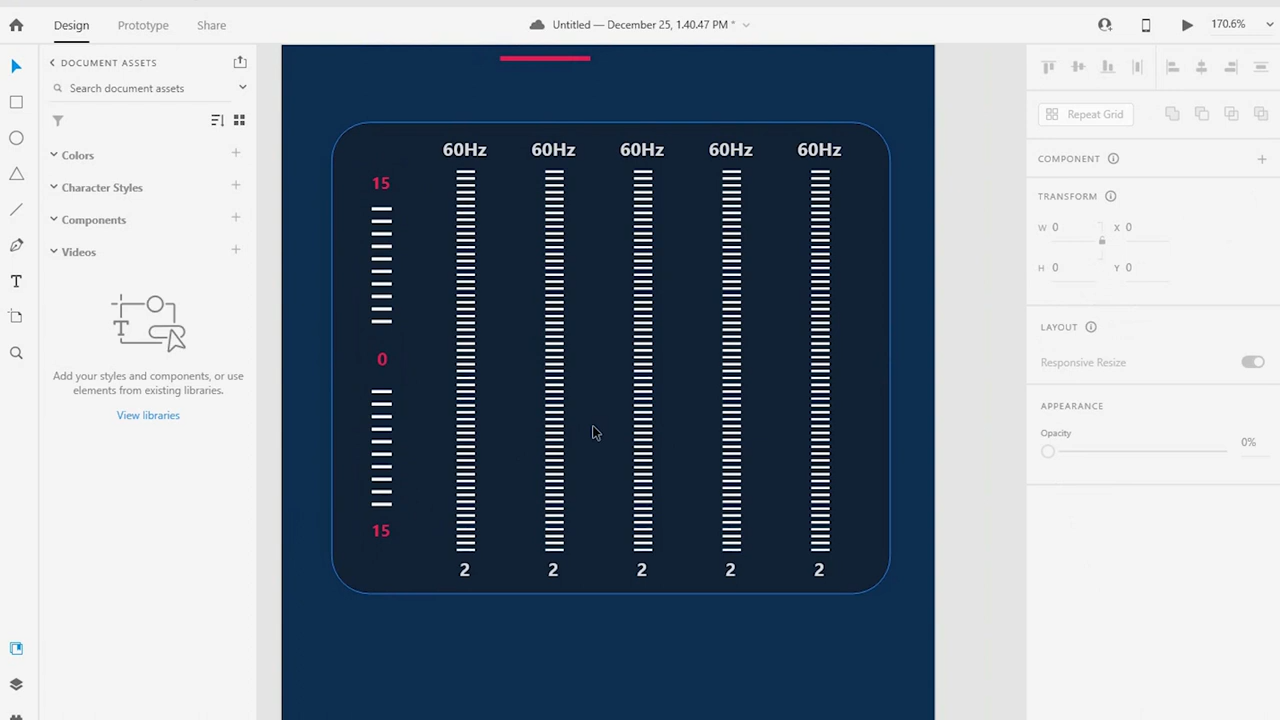 Design Prototype Share Untitled — December 25, 1.40.47 PM * 170.6%
DOCUMENT ASSETS
Search document assets
Colors
Character Styles
Components
Videos
Add your styles and components, or use
elements from existing libraries.
View libraries
60Hz 60Hz 60Hz 60Hz 60Hz
15
0
15
2 2 2 2 2
Repeat Grid
COMPONENT
TRANSFORM
W 0 X 0
H 0 Y 0
LAYOUT
Responsive Resize
APPEARANCE
Opacity
0%